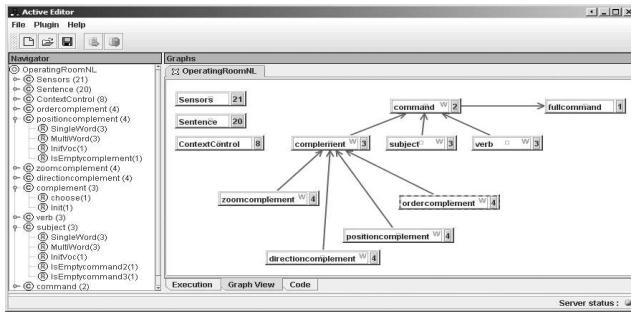 Active Editor
File Plugin Help
Navigator
OperatingRoomNL
Sensors (21)
Sentence (20)
ContextControl (8)
ordercomplement (4)
positioncomplement (4)
SingleWord(3)
MultiWord(3)
InitVoc(1)
IsEmptycomplement(1)
zoomcomplement (4)
directioncomplement (4)
complement (3)
choose(1)
Init(1)
verb (3)
subject (3)
SingleWord(3)
MultiWord(3)
InitVoc(1)
IsEmptycommand2(1)
IsEmptycommand3(1)
command (2)
Graphs
OperatingRoomNL
Sensors 21
command W 2
fullcommand 1
Sentence 20
ContextControl 8
complement W 3
subject W 3
verb W 3
zoomcomplement W 4
ordercomplement W 4
positioncomplement W 4
directioncomplement W 4
Execution Graph View Code
Server status :